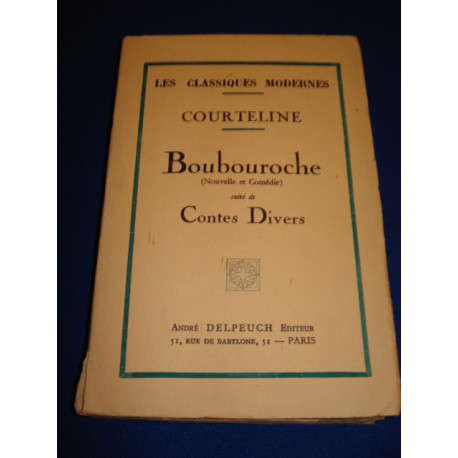 LES CLASSIQUES MODERNES
COURTELINE
Boubouroche
(Nouvelle et Comédie)
suivi de
Contes Divers
ANDRÉ DELPEUCH EDITEUR
51, RUE DE BABYLONE, 51 — PARIS